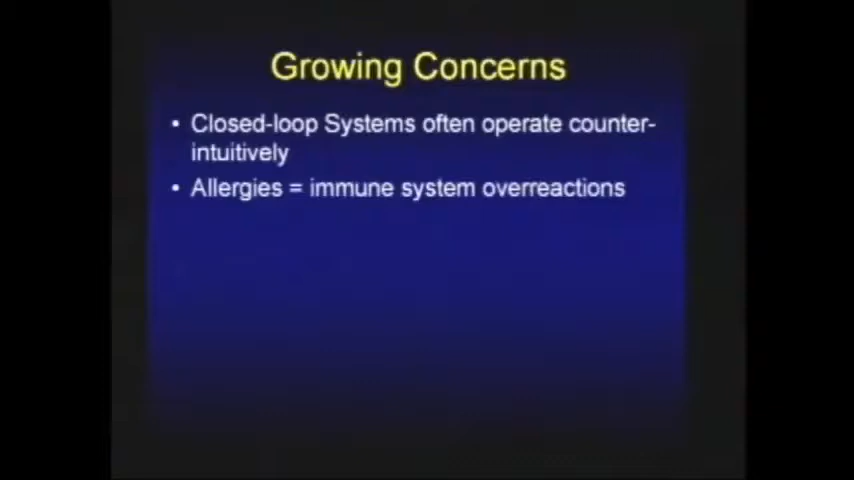 Growing Concerns
• Closed-loop Systems often operate counter-
intuitively
• Allergies = immune system overreactions